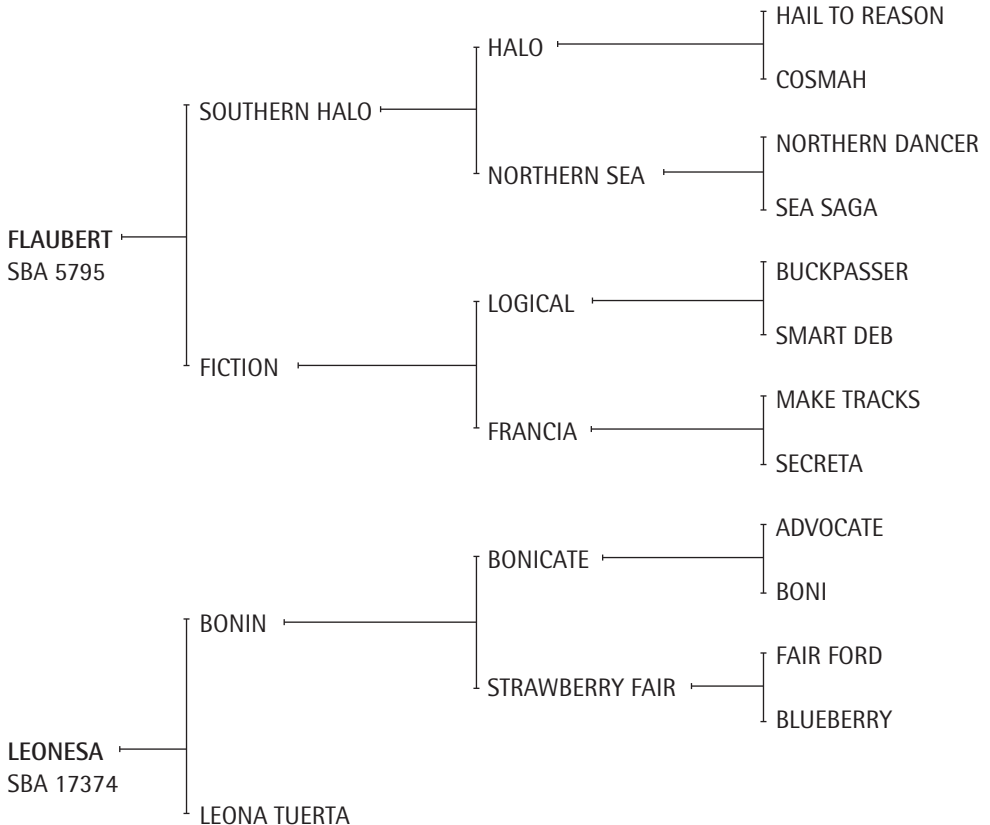 HAIL TO REASON
HALO
COSMAH
SOUTHERN HALO
NORTHERN DANCER
NORTHERN SEA
SEA SAGA
FLAUBERT
SBA 5795
BUCKPASSER
LOGICAL
SMART DEB
FICTION
MAKE TRACKS
FRANCIA
SECRETA
ADVOCATE
BONICATE
BONI
BONIN
FAIR FORD
STRAWBERRY FAIR
BLUEBERRY
LEONESA
SBA 17374
LEONA TUERTA